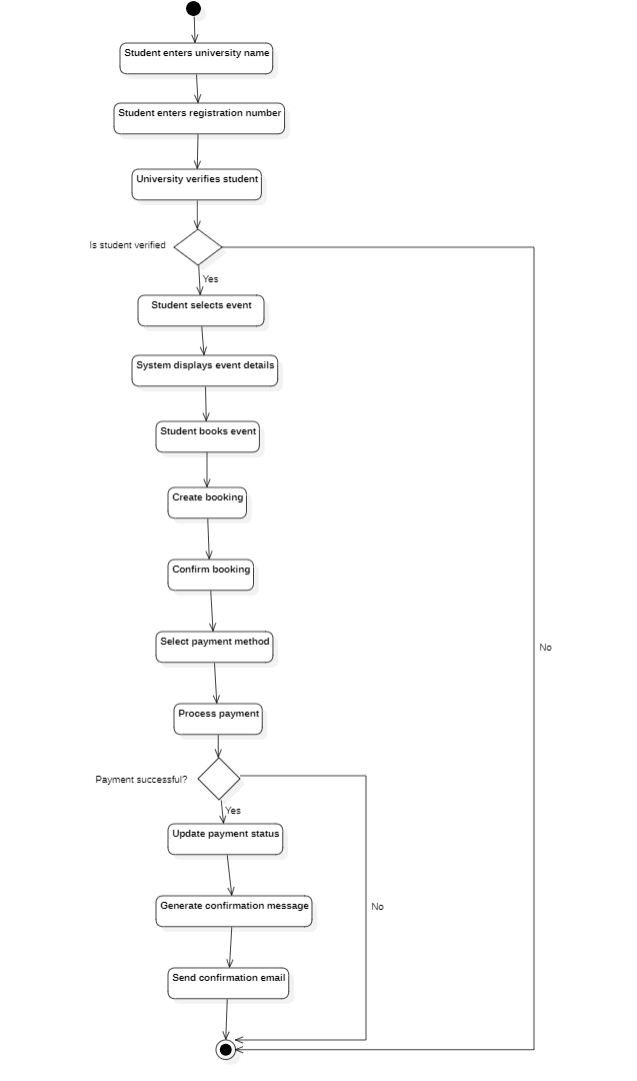 Student enters university name
Student enters registration number
University verifies student
Is student verified
Yes
Student selects event
System displays event details
Student books event
Create booking
Confirm booking
Select payment method
No
Process payment
Payment successful?
Yes
Update payment status
Generate confirmation message
No
Send confirmation email